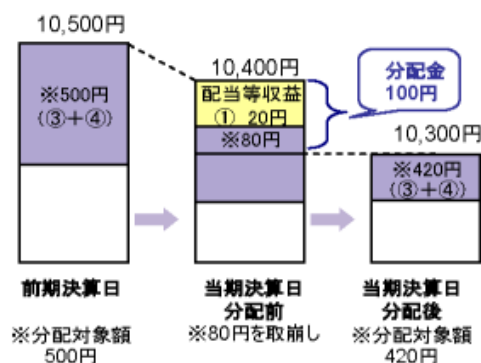 10,500円
※500円
(③+④)
前期決算日
※分配対象額
500円
10,400円
配当等収益
① 20円
※80円
当期決算日
分配前
※80円を取崩し
分配金
100円
10,300円
※420円
(③+④)
当期決算日
分配後
※分配対象額
420円